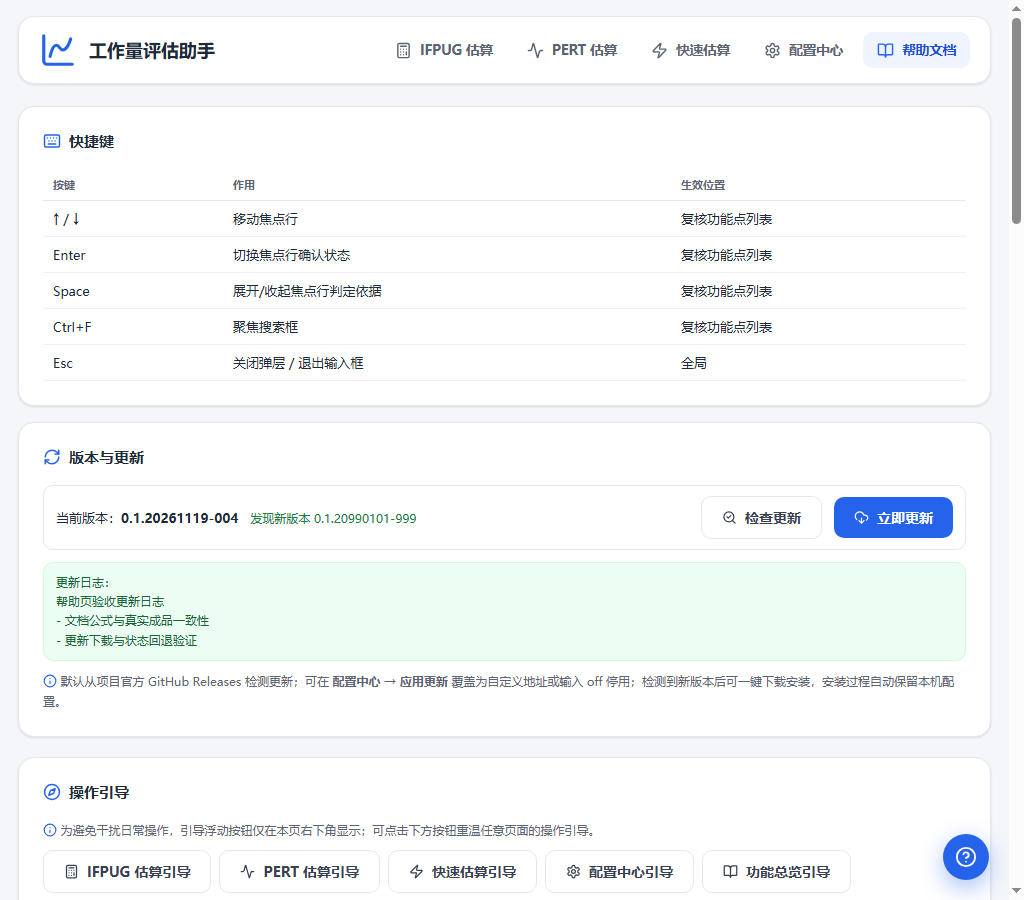 工作量评估助手
IFPUG 估算
PERT 估算
快速估算
配置中心
帮助文档
快捷键
按键 作用 生效位置
↑ / ↓ 移动焦点行 复核功能点列表
Enter 切换焦点行确认状态 复核功能点列表
Space 展开/收起焦点行判定依据 复核功能点列表
Ctrl+F 聚焦搜索框 复核功能点列表
Esc 关闭弹层 / 退出输入框 全局
版本与更新
当前版本：0.1.20261119-004 发现新版本 0.1.20990101-999
检查更新
立即更新
更新日志：
帮助页验收更新日志
- 文档公式与真实成品一致性
- 更新下载与状态回退验证
默认从项目官方 GitHub Releases 检测更新；可在 配置中心 → 应用更新 覆盖为自定义地址或输入 off 停用；检测到新版本后可一键下载安装，安装过程自动保留本机配
置。
操作引导
为避免干扰日常操作，引导浮动按钮仅在本页右下角显示；可点击下方按钮重温任意页面的操作引导。
IFPUG 估算引导
PERT 估算引导
快速估算引导
配置中心引导
功能总览引导